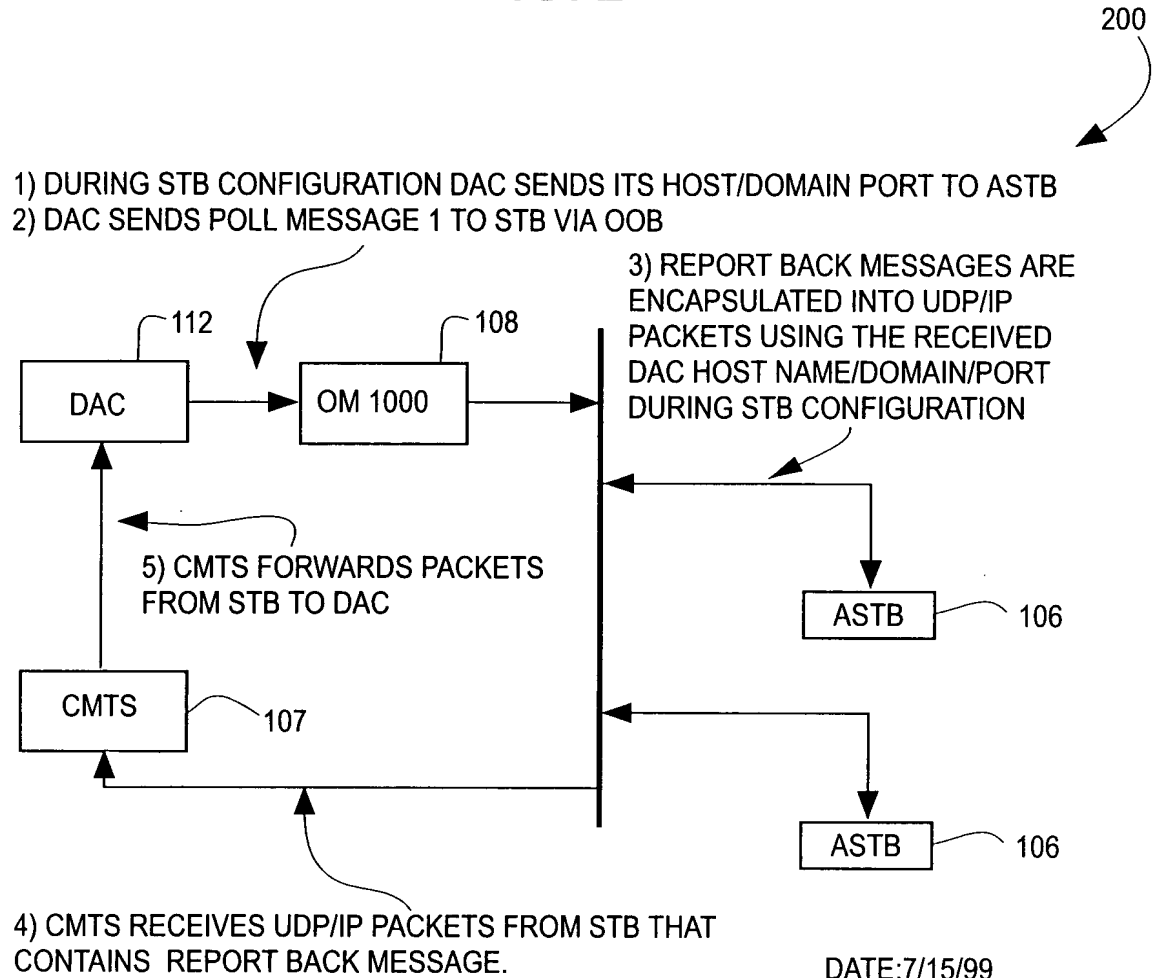 200
1) DURING STB CONFIGURATION DAC SENDS ITS HOST/DOMAIN PORT TO ASTB
2) DAC SENDS POLL MESSAGE 1 TO STB VIA OOB
3) REPORT BACK MESSAGES ARE
ENCAPSULATED INTO UDP/IP
PACKETS USING THE RECEIVED
DAC HOST NAME/DOMAIN/PORT
DURING STB CONFIGURATION
112
108
DAC
OM 1000
5) CMTS FORWARDS PACKETS
FROM STB TO DAC
ASTB
106
CMTS
107
ASTB
106
4) CMTS RECEIVES UDP/IP PACKETS FROM STB THAT
CONTAINS REPORT BACK MESSAGE.
DATE:7/15/99